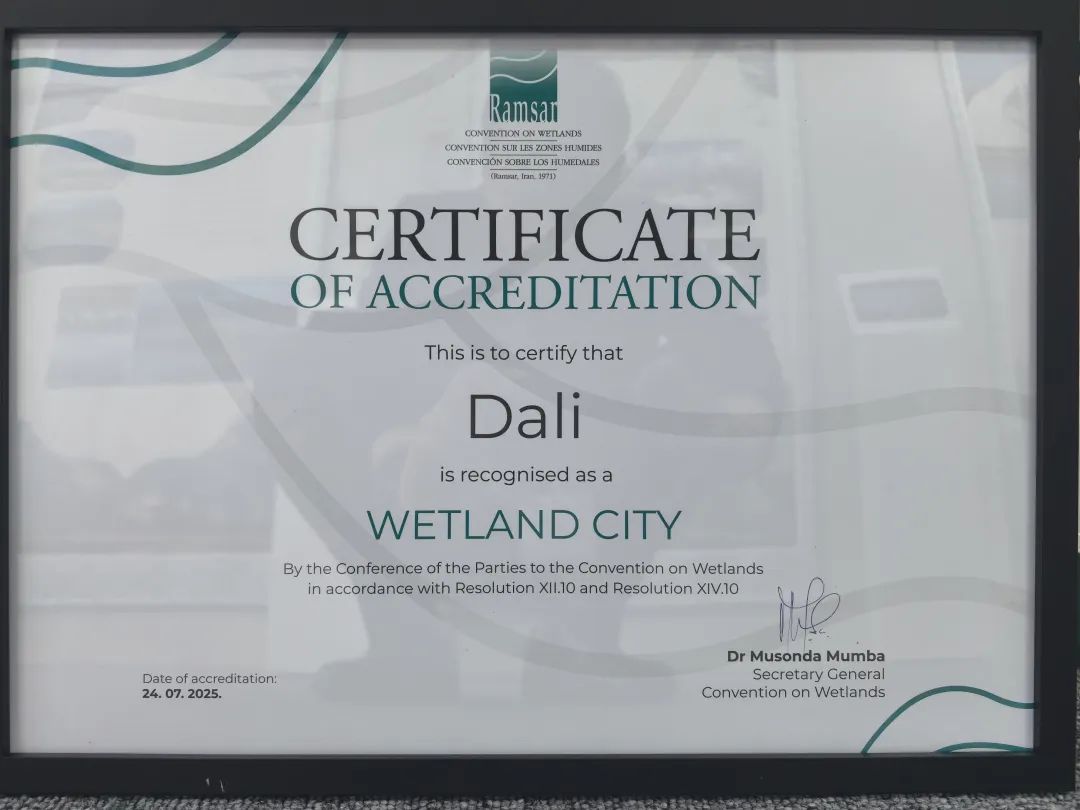 Ramsar
CONVENTION ON WETLANDS
CONVENTION SUR LES ZONES HUMIDES
CONVENCIÓN SOBRE LOS HUMEDALES
(Ramsar, Iran, 1971)
CERTIFICATE
OF ACCREDITATION
This is to certify that
Dali
is recognised as a
WETLAND CITY
By the Conference of the Parties to the Convention on Wetlands
in accordance with Resolution XII.10 and Resolution XIV.10
Dr Musonda Mumba
Secretary General
Convention on Wetlands
Date of accreditation:
24. 07. 2025.